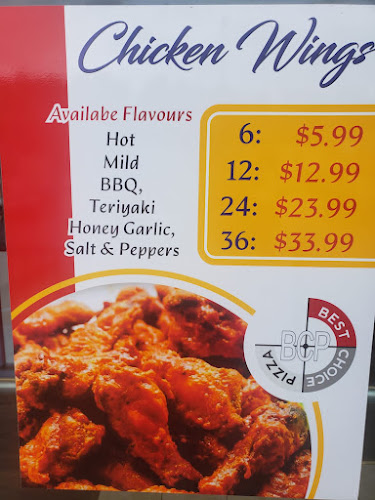 Chicken Wings
Availabe Flavours
Hot
Mild
BBQ,
Teriyaki
Honey Garlic,
Salt & Peppers
6: $5.99
12: $12.99
24: $23.99
36: $33.99
BEST
CHOICE
PIZZA
BCP